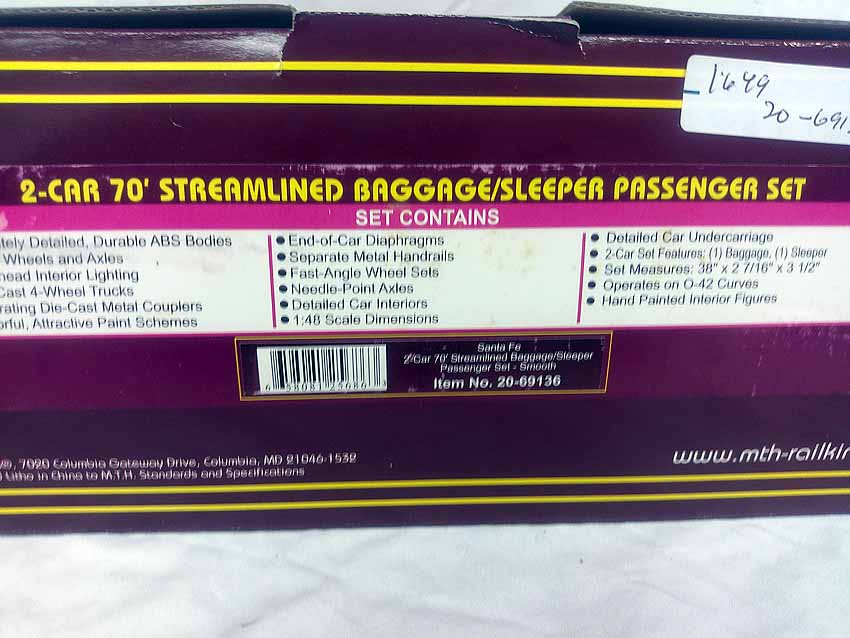 1649
20-691
2-CAR 70' STREAMLINED BAGGAGE/SLEEPER PASSENGER SET
SET CONTAINS
tely Detailed, Durable ABS Bodies
Wheels and Axles
head Interior Lighting
Cast 4-Wheel Trucks
rating Die-Cast Metal Couplers
orful, Attractive Paint Schemes
• End-of-Car Diaphragms
• Separate Metal Handrails
• Fast-Angle Wheel Sets
• Needle-Point Axles
• Detailed Car Interiors
• 1:48 Scale Dimensions
• Detailed Car Undercarriage
• 2-Car Set Features: (1) Baggage, (1) Sleeper
• Set Measures: 38" x 2 7/16" x 3 1/2"
• Operates on O-42 Curves
• Hand Painted Interior Figures
Santa Fe
2-Car 70' Streamlined Baggage/Sleeper
Passenger Set - Smooth
Item No. 20-69136
®, 7020 Columbia Gateway Drive, Columbia, MD 21046-1532
Litho in China to M.T.H. Standards and Specifications
www.mth-railkin